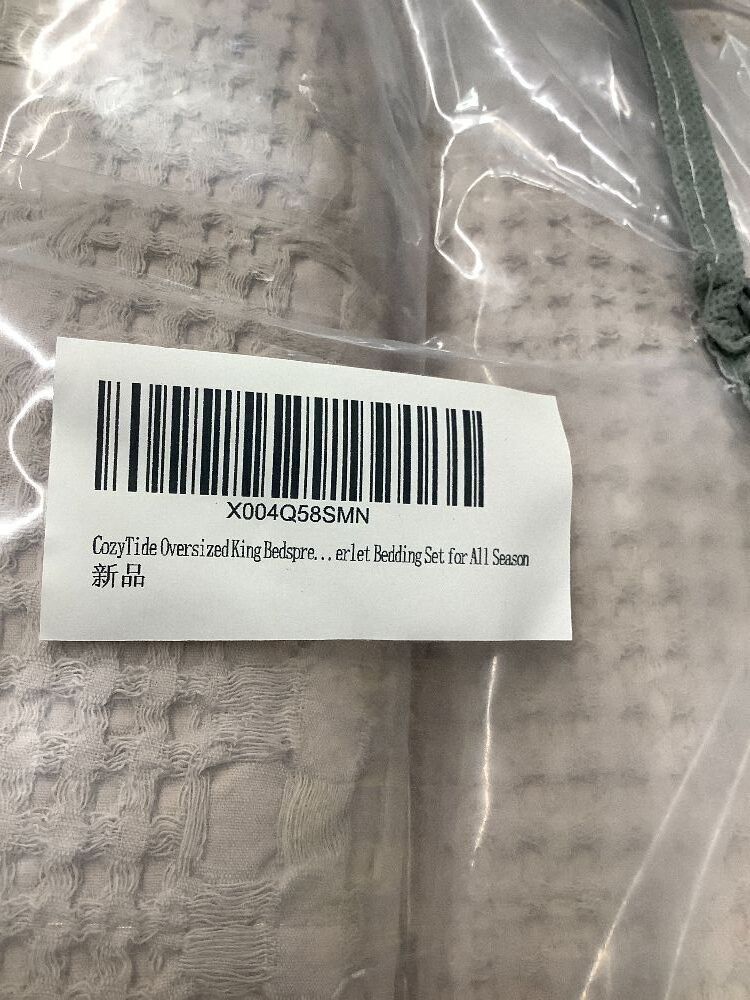 X004Q58SMN
CozyTide Oversized King Bedspre...erlet Bedding Set for All Season
新品